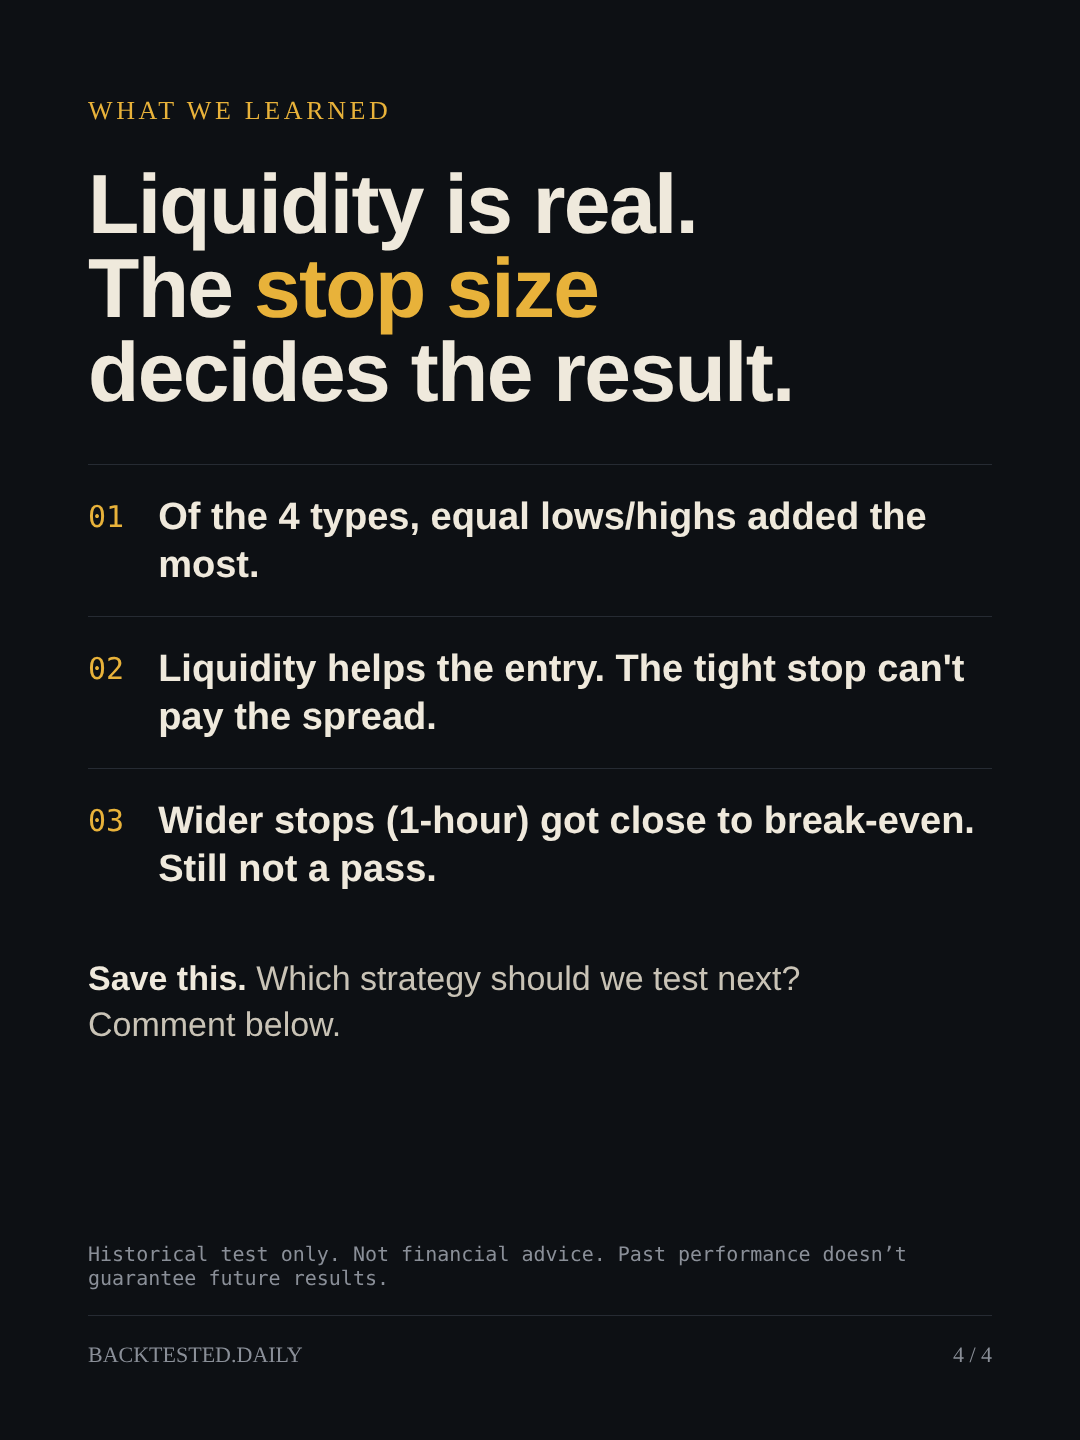 WHAT WE LEARNED
Liquidity is real.
The stop size
decides the result.
01 Of the 4 types, equal lows/highs added the
most.
02 Liquidity helps the entry. The tight stop can't
pay the spread.
03 Wider stops (1-hour) got close to break-even.
Still not a pass.
Save this. Which strategy should we test next?
Comment below.
Historical test only. Not financial advice. Past performance doesn’t
guarantee future results.
BACKTESTED.DAILY 4 / 4